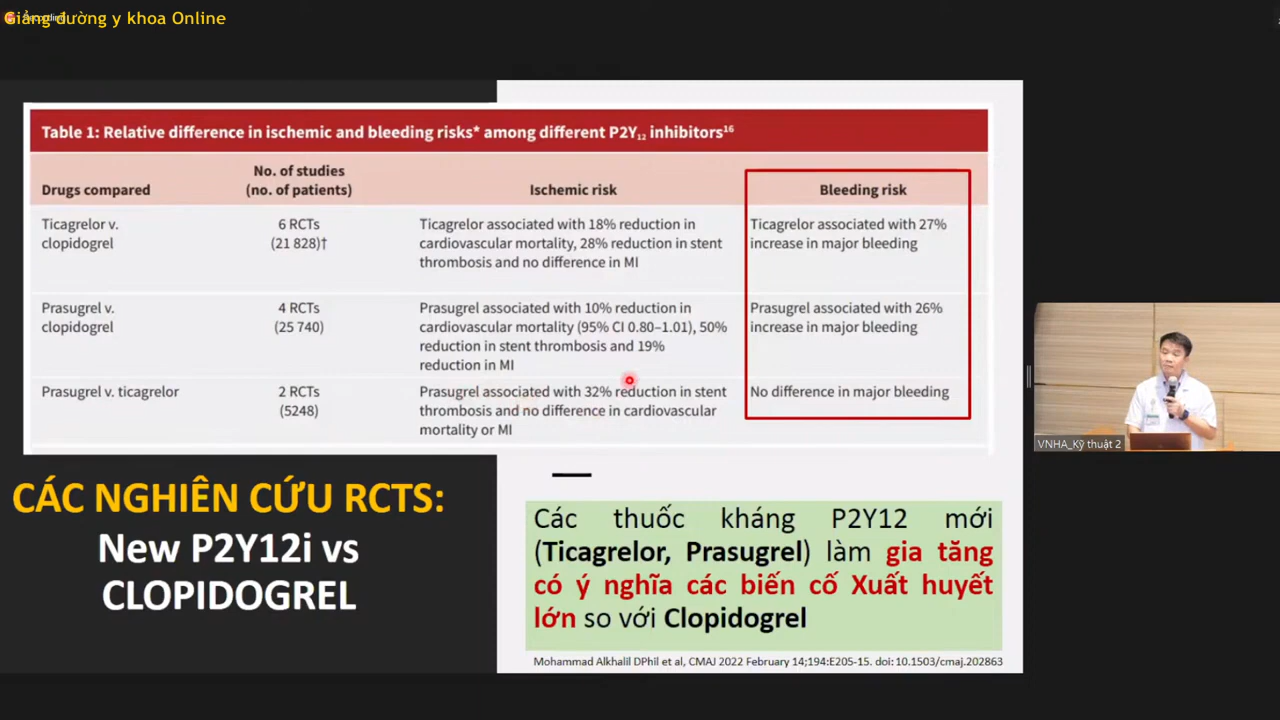 Giảng đường y khoa Online
Table 1: Relative difference in ischemic and bleeding risks* among different P2Y12 inhibitors16
Drugs compared
No. of studies
(no. of patients)
Ischemic risk
Bleeding risk
Ticagrelor v.
clopidogrel
6 RCTs
(21 828)†
Ticagrelor associated with 18% reduction in
cardiovascular mortality, 28% reduction in stent
thrombosis and no difference in MI
Ticagrelor associated with 27%
increase in major bleeding
Prasugrel v.
clopidogrel
4 RCTs
(25 740)
Prasugrel associated with 10% reduction in
cardiovascular mortality (95% CI 0.80–1.01), 50%
reduction in stent thrombosis and 19%
reduction in MI
Prasugrel associated with 26%
increase in major bleeding
Prasugrel v. ticagrelor
2 RCTs
(5248)
Prasugrel associated with 32% reduction in stent
thrombosis and no difference in cardiovascular
mortality or MI
No difference in major bleeding
VNHA_Kỹ thuật 2
CÁC NGHIÊN CỨU RCTS:
New P2Y12i vs
CLOPIDOGREL
Các thuốc kháng P2Y12 mới
(Ticagrelor, Prasugrel) làm gia tăng
có ý nghĩa các biến cố Xuất huyết
lớn so với Clopidogrel
Mohammad Alkhalil DPhil et al, CMAJ 2022 February 14;194:E205-15. doi: 10.1503/cmaj.202863